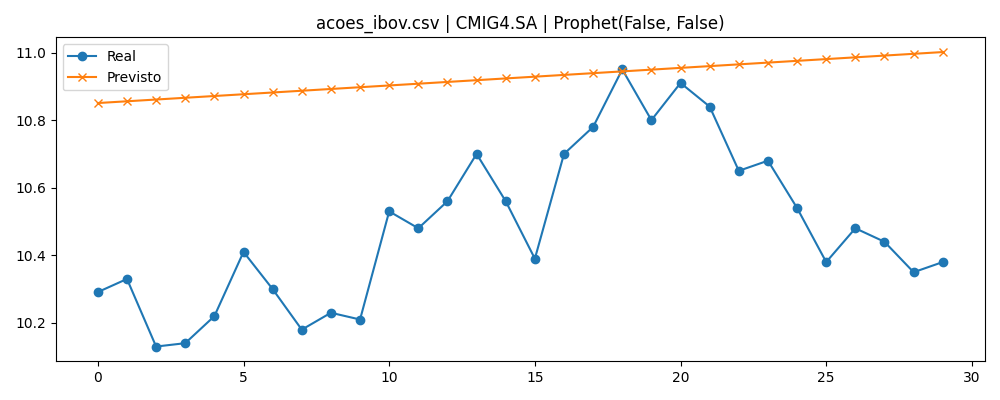 acoes_ibov.csv | CMIG4.SA | Prophet(False, False)
Real
Previsto
11.0
10.8
10.6
10.4
10.2
0 5 10 15 20 25 30